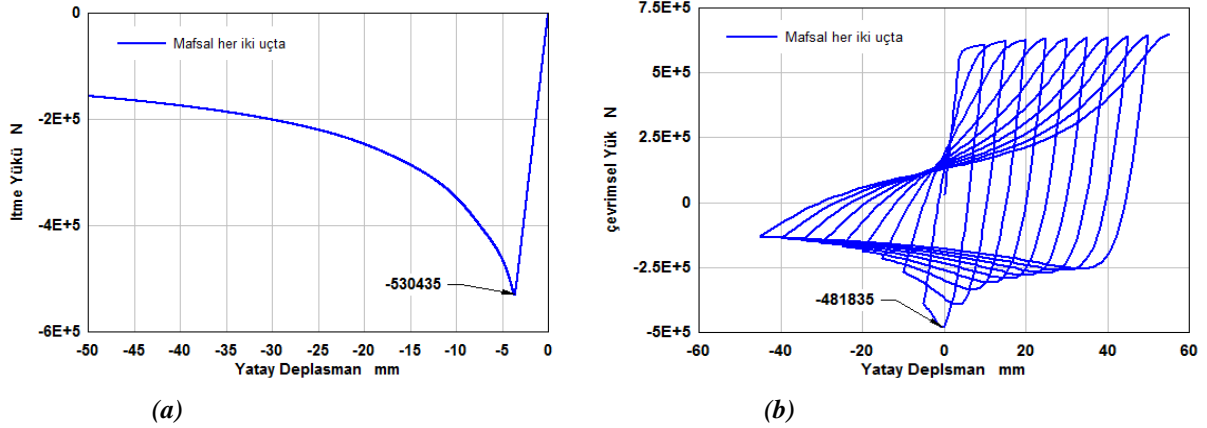 0
-2E+5
-4E+5
-6E+5
Itme Yükü N
Mafsal her iki uçta
-530435
-50 -45 -40 -35 -30 -25 -20 -15 -10 -5 0
Yatay Deplasman mm
(a)
7.5E+5
5E+5
2.5E+5
0
-2.5E+5
-5E+5
çevrimsel Yük N
Mafsal her iki uçta
-481835
-60 -40 -20 0 20 40 60
Yatay Deplsman mm
(b)